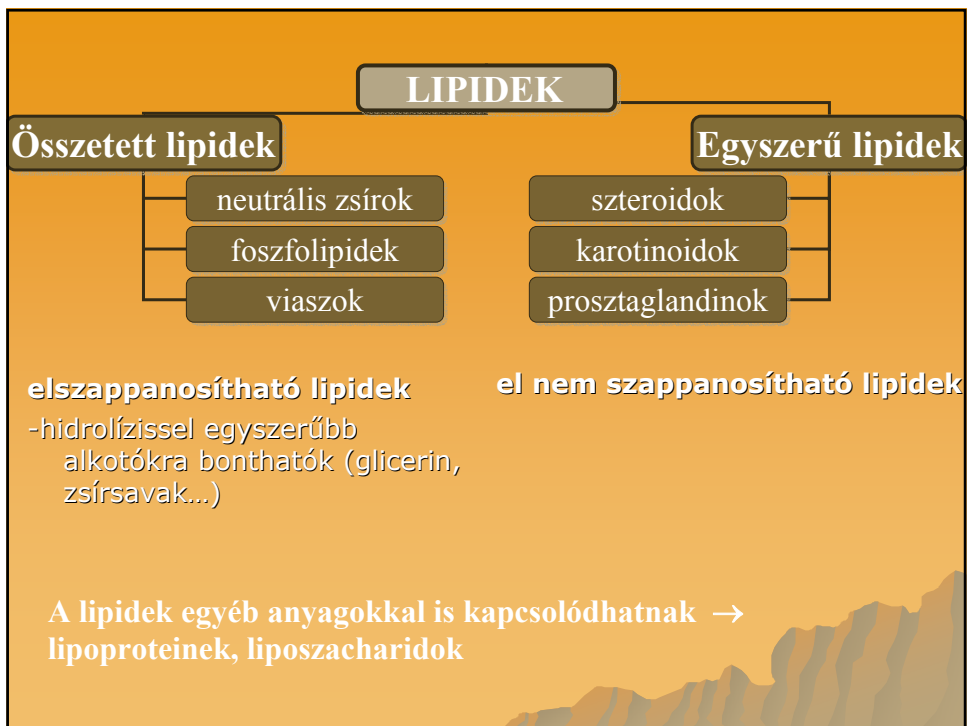 LIPIDEK
Összetett lipidek
neutrális zsírok
foszfolipidek
viaszok
Egyszerű lipidek
szteroidok
karotinoidok
prosztaglandinok
elszappanosítható lipidek
-hidrolízissel egyszerűbb
alkotókra bonthatók (glicerin,
zsírsavak…)
el nem szappanosítható lipidek
A lipidek egyéb anyagokkal is kapcsolódhatnak →
lipoproteinek, liposzacharidok